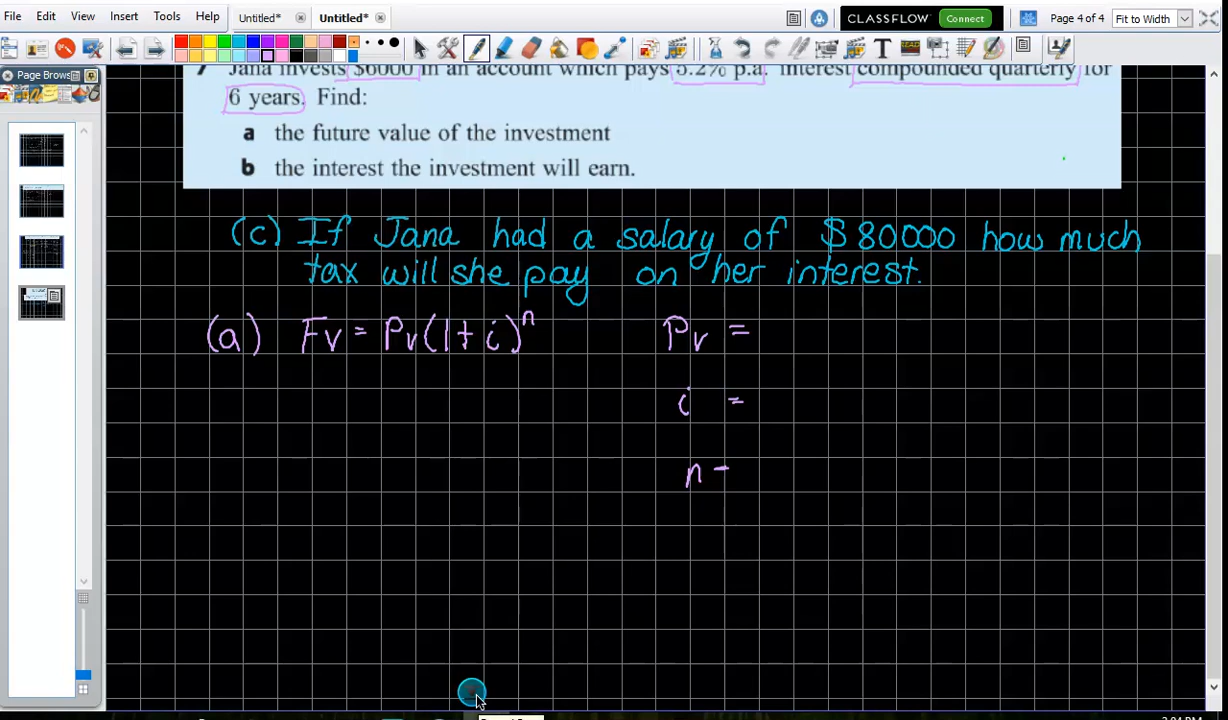 File Edit View Insert Tools Help Untitled* Untitled*
CLASSFLOW Connect Page 4 of 4 Fit to Width
Page Brows
7 Jana invests $6000 in an account which pays 5.2% p.a. interest compounded quarterly for
6 years. Find:
a the future value of the investment
b the interest the investment will earn.
(c) If Jana had a salary of $80000 how much
tax will she pay on her interest.
(a) Fv = Pv(1+i)^n Pv =
i =
n -